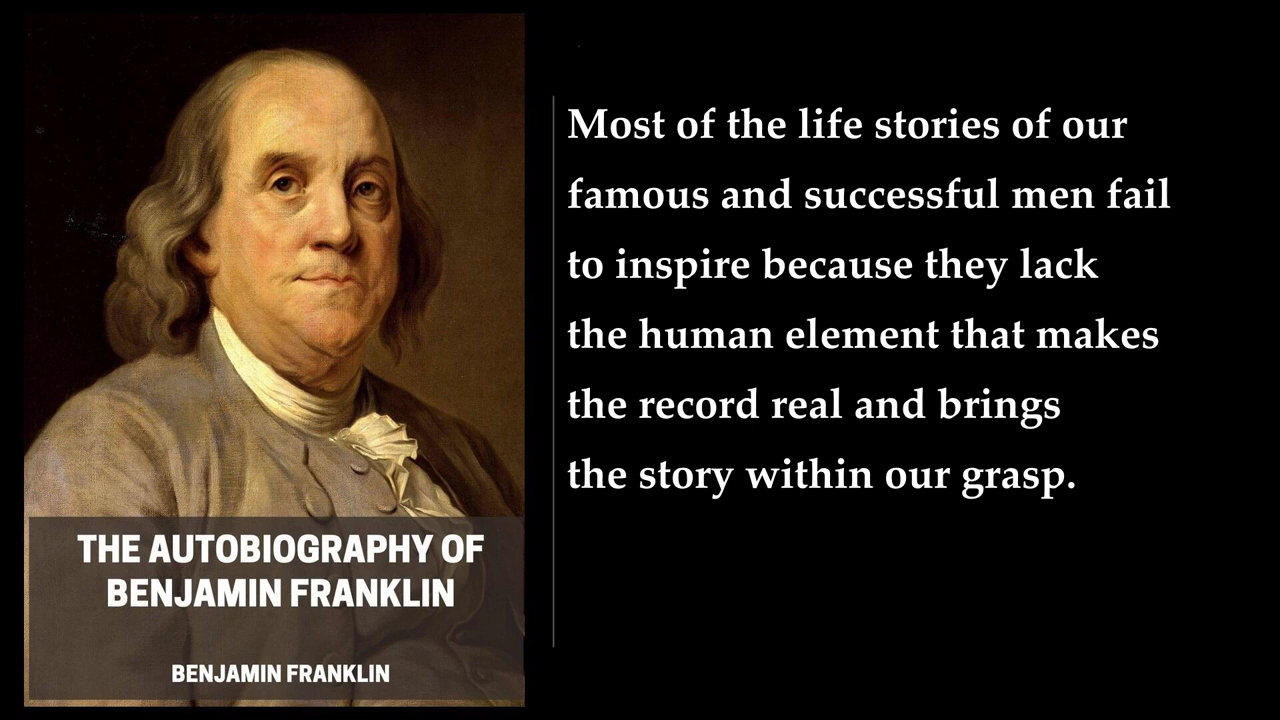 THE AUTOBIOGRAPHY OF
BENJAMIN FRANKLIN
BENJAMIN FRANKLIN
Most of the life stories of our
famous and successful men fail
to inspire because they lack
the human element that makes
the record real and brings
the story within our grasp.